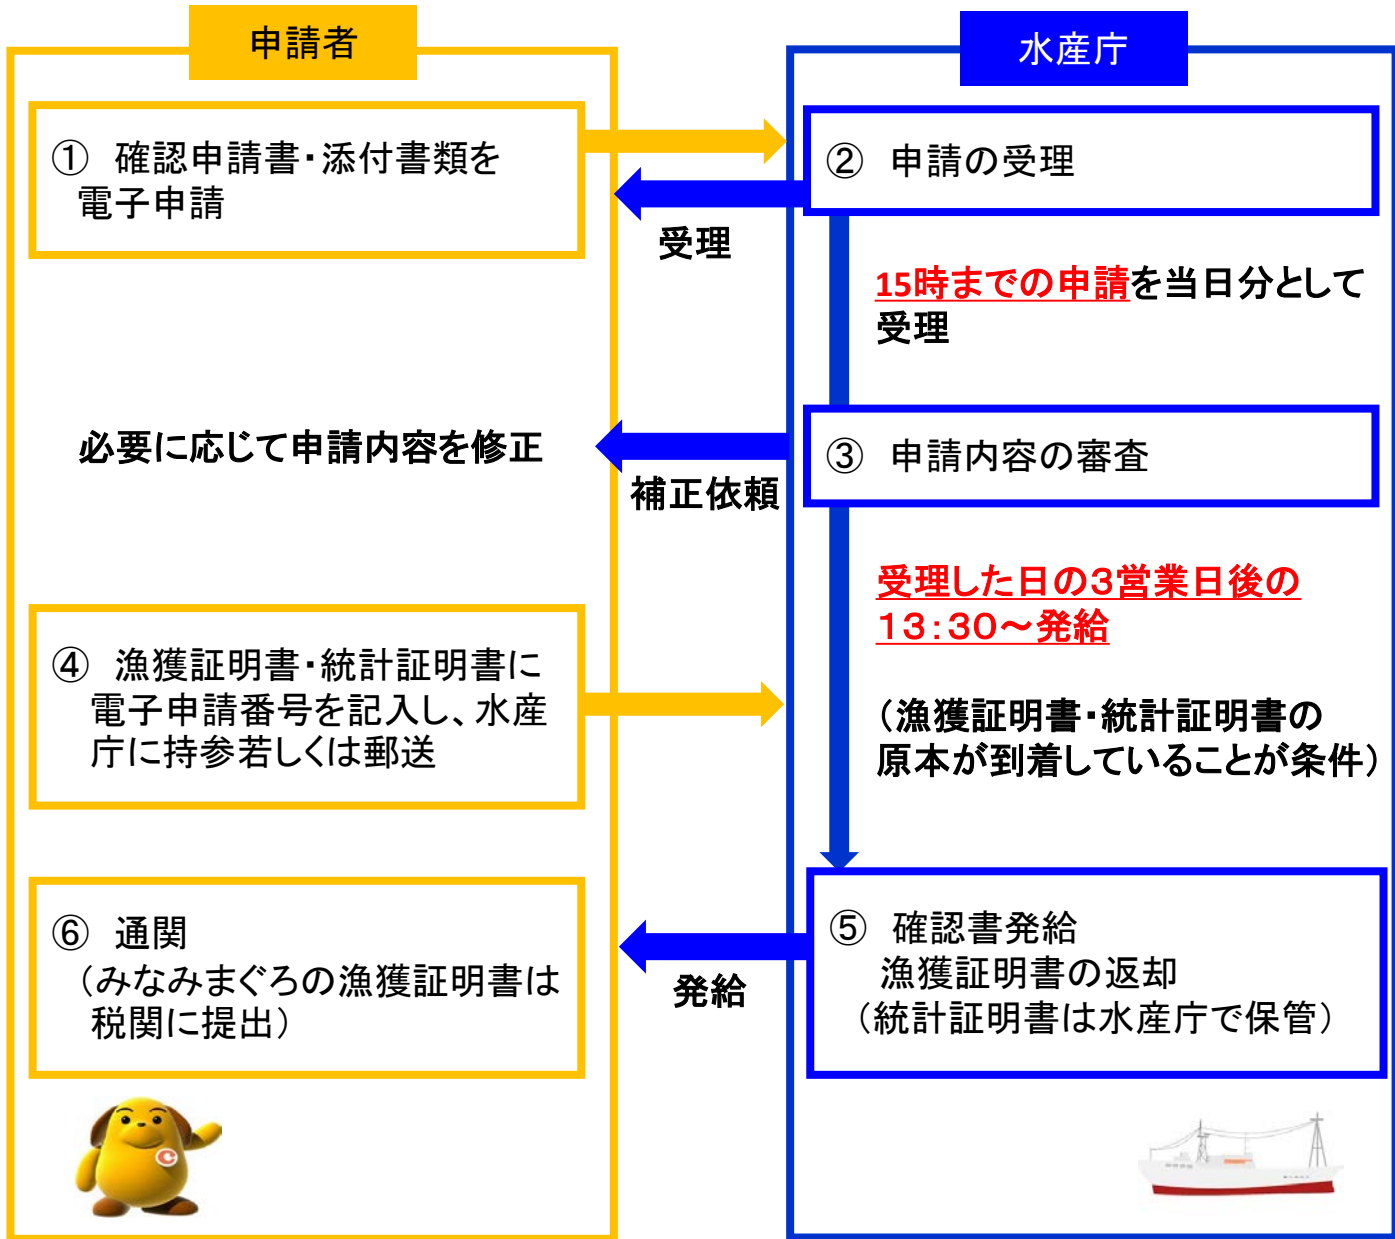 申請者
水産庁
① 確認申請書・添付書類を
電子申請
② 申請の受理
受理
15時までの申請を当日分として
受理
必要に応じて申請内容を修正
③ 申請内容の審査
補正依頼
受理した日の３営業日後の
１３：３０～発給
④ 漁獲証明書・統計証明書に
電子申請番号を記入し、水産
庁に持参若しくは郵送
（漁獲証明書・統計証明書の
原本が到着していることが条件）
⑤ 確認書発給
漁獲証明書の返却
（統計証明書は水産庁で保管）
発給
⑥ 通関
（みなみまぐろの漁獲証明書は
税関に提出）